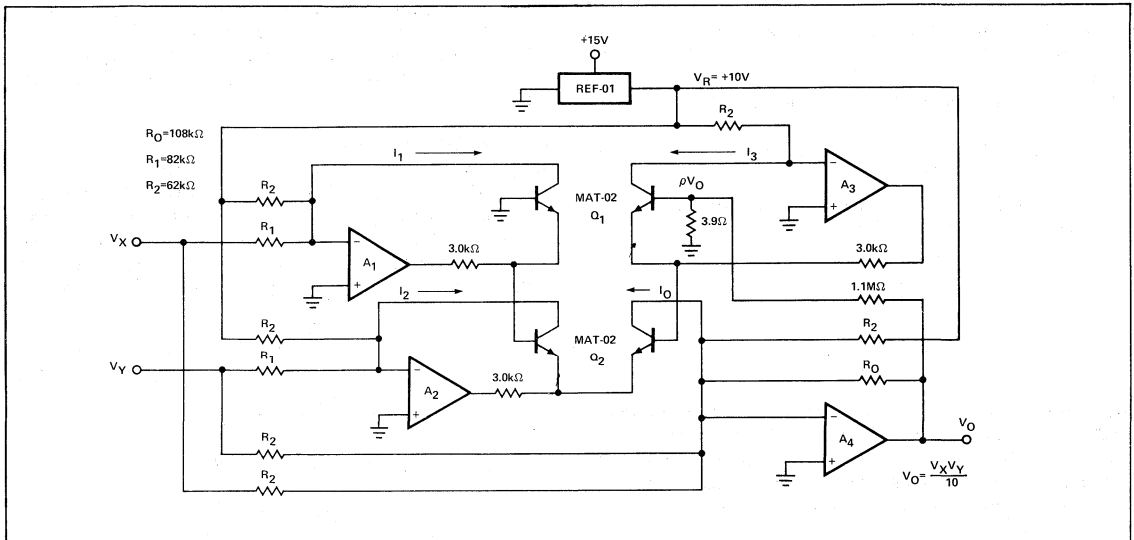 +15V
REF-01
V_R = +10V
R_2
R_O=108kΩ
R_1=82kΩ
R_2=62kΩ
I_1
I_3
MAT-02
Q_1
ρV_O
3.9Ω
A_3
−
+
R_2
V_X
R_1
−
+
A_1
3.0kΩ
3.0kΩ
1.1MΩ
I_2
I_O
R_2
MAT-02
Q_2
R_2
V_Y
R_1
−
+
A_2
3.0kΩ
R_O
−
+
A_4
V_O
R_2
R_2
V_O= V_XV_Y
10